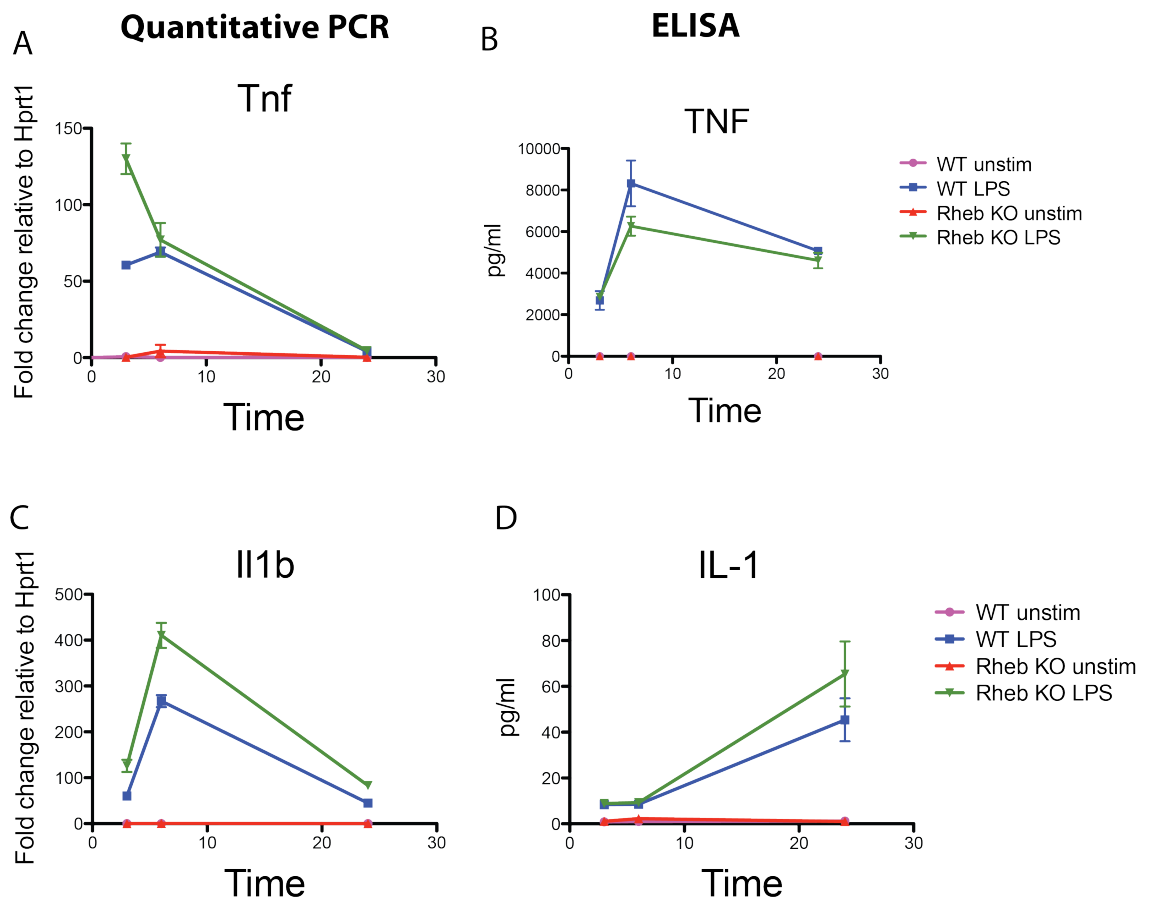 Quantitative PCR
ELISA
A
B
Tnf
TNF
Fold change relative to Hprt1
150
100
50
0
0 10 20 30
Time
pg/ml
10000
8000
6000
4000
2000
0
0 10 20 30
Time
WT unstim
WT LPS
Rheb KO unstim
Rheb KO LPS
C
D
Il1b
IL-1
Fold change relative to Hprt1
500
400
300
200
100
0
0 10 20 30
Time
pg/ml
100
80
60
40
20
0
0 10 20 30
Time
WT unstim
WT LPS
Rheb KO unstim
Rheb KO LPS